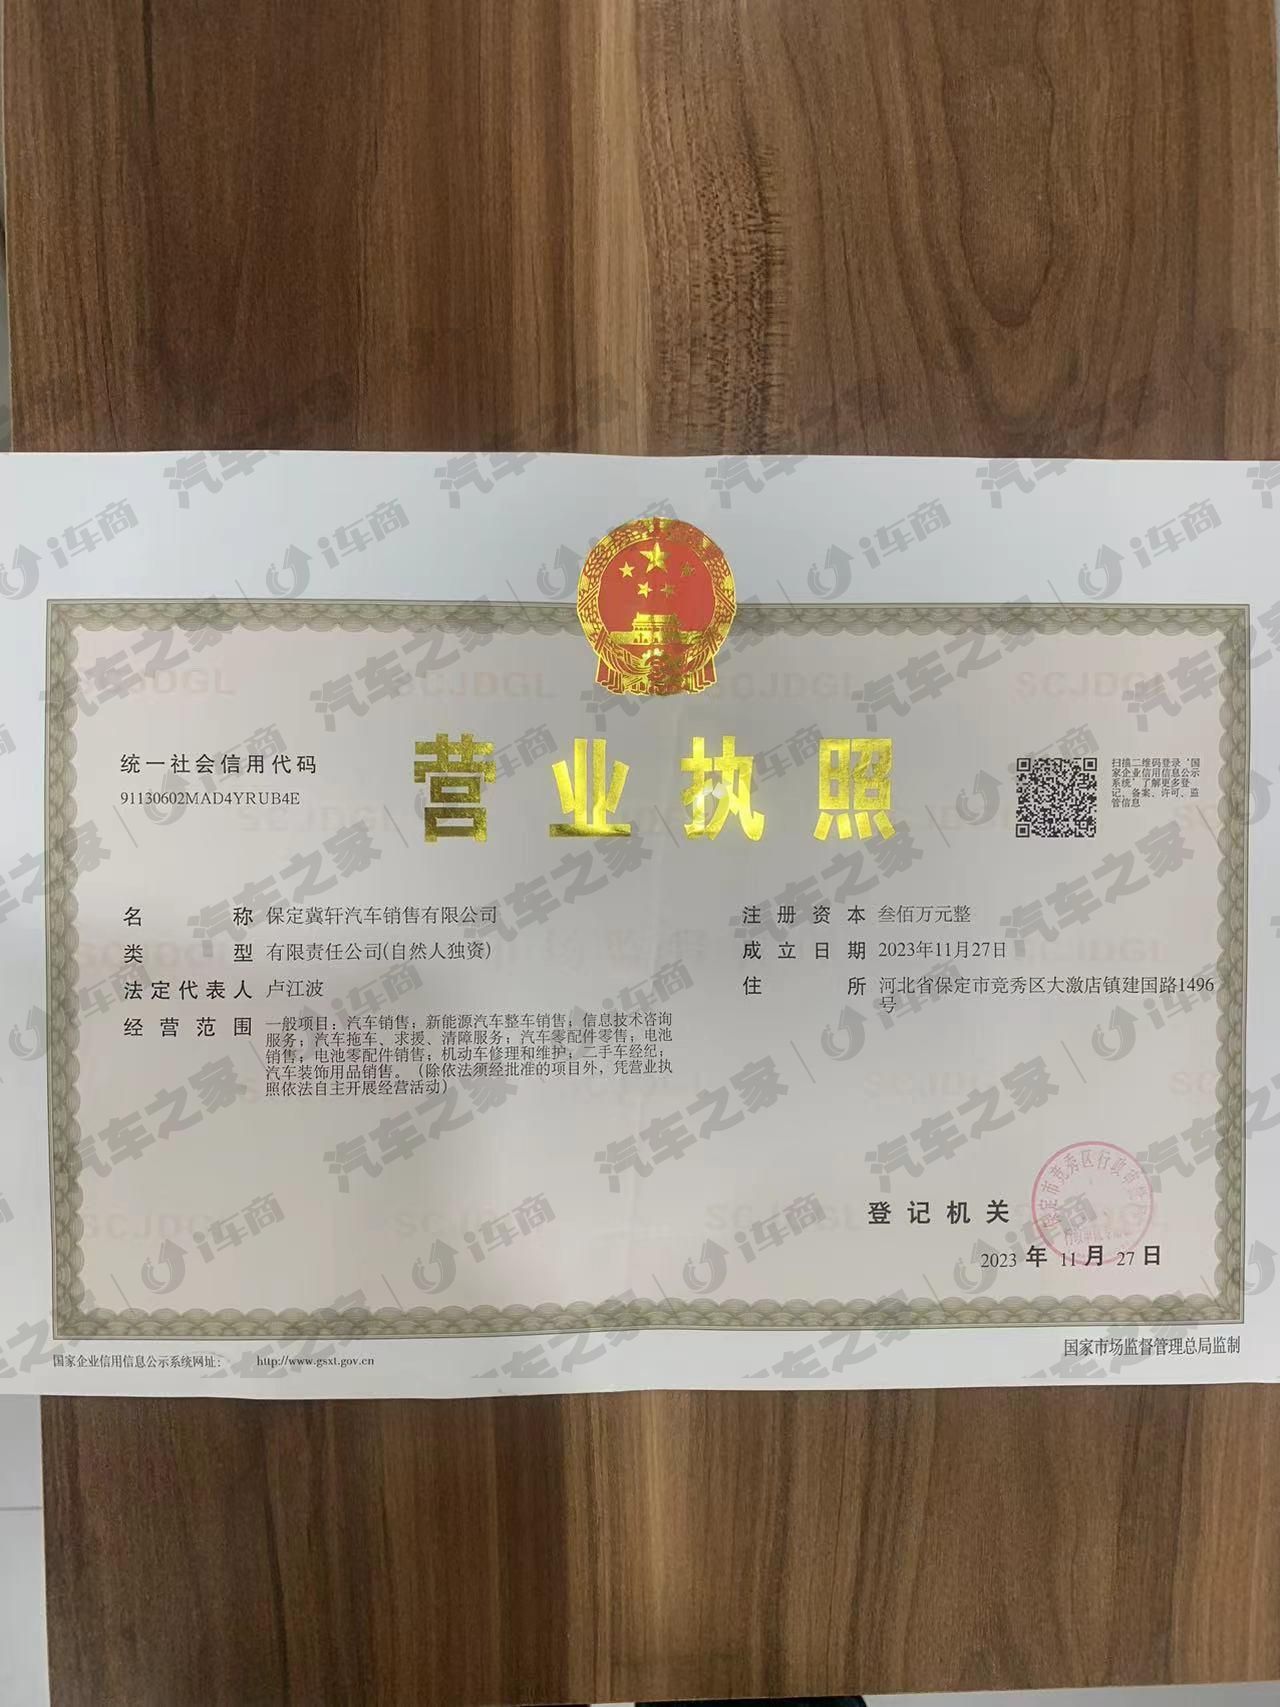 营业执照
统一社会信用代码
91130602MAD4YRUB4E
扫描二维码登录'国
家企业信用信息公示
系统'了解更多登
记、备案、许可、监
管信息
名 称 保定冀轩汽车销售有限公司
类 型 有限责任公司(自然人独资)
法定代表人 卢江波
经营范围 一般项目：汽车销售；新能源汽车整车销售；信息技术咨询
服务；汽车拖车、求援、清障服务；汽车零配件零售；电池
销售；电池零配件销售；机动车修理和维护；二手车经纪；
汽车装饰用品销售。（除依法须经批准的项目外，凭营业执
照依法自主开展经营活动）
注册资本 叁佰万元整
成立日期 2023年11月27日
住 所 河北省保定市竞秀区大激店镇建国路1496
号
登记机关
2023 年 11 月 27 日
国家企业信用信息公示系统网址： http://www.gsxt.gov.cn
国家市场监督管理总局监制
汽车之家
i车商
SCJDGL